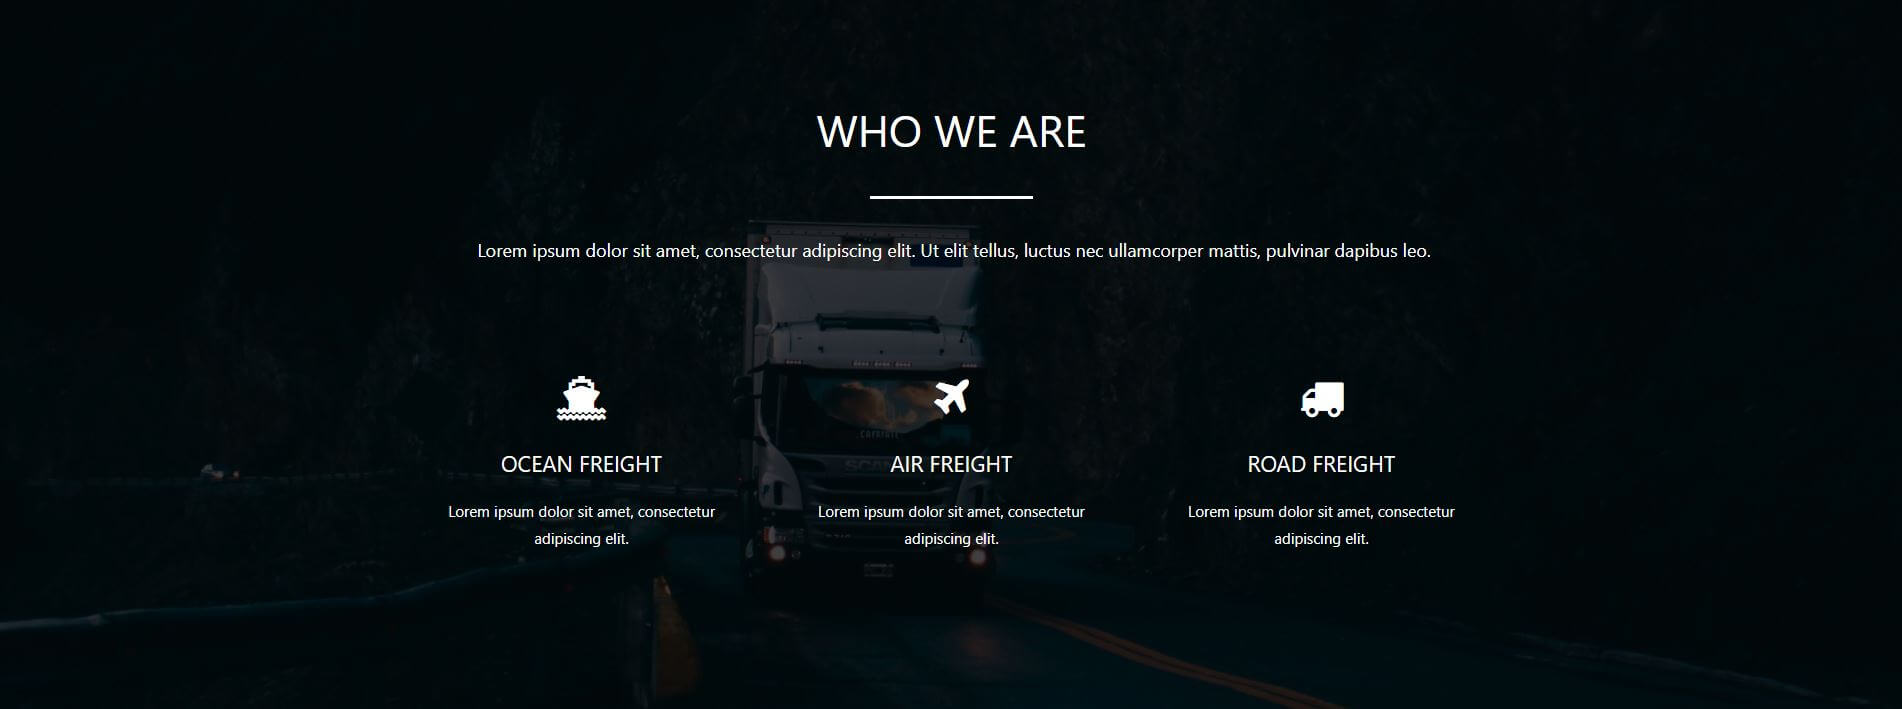 WHO WE ARE
Lorem ipsum dolor sit amet, consectetur adipiscing elit. Ut elit tellus, luctus nec ullamcorper mattis, pulvinar dapibus leo.
OCEAN FREIGHT
Lorem ipsum dolor sit amet, consectetur
adipiscing elit.
AIR FREIGHT
Lorem ipsum dolor sit amet, consectetur
adipiscing elit.
ROAD FREIGHT
Lorem ipsum dolor sit amet, consectetur
adipiscing elit.